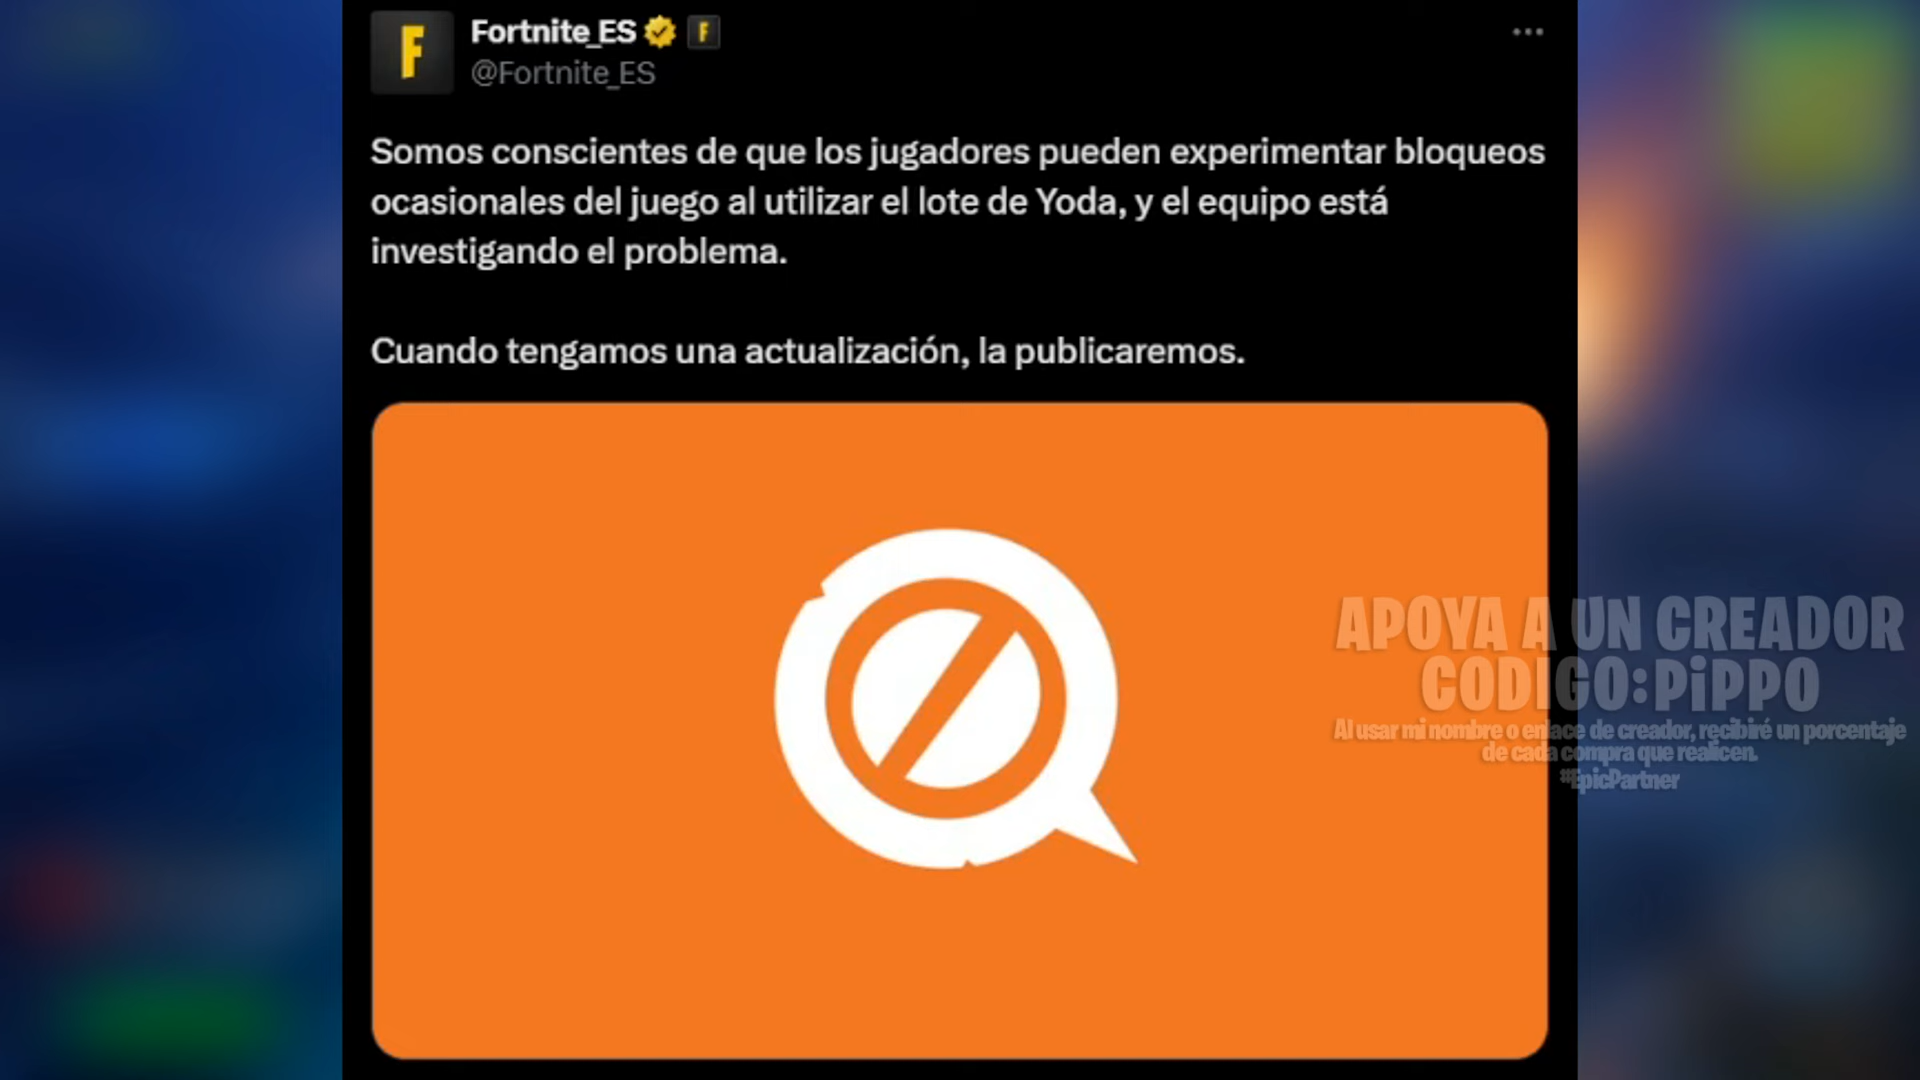 Fortnite_ES
@Fortnite_ES
Somos conscientes de que los jugadores pueden experimentar bloqueos
ocasionales del juego al utilizar el lote de Yoda, y el equipo está
investigando el problema.
Cuando tengamos una actualización, la publicaremos.
APOYA A UN CREADOR
CODIGO:PiPPO
Al usar mi nombre o enlace de creador, recibiré un porcentaje
de cada compra que realicen.
#EpicPartner